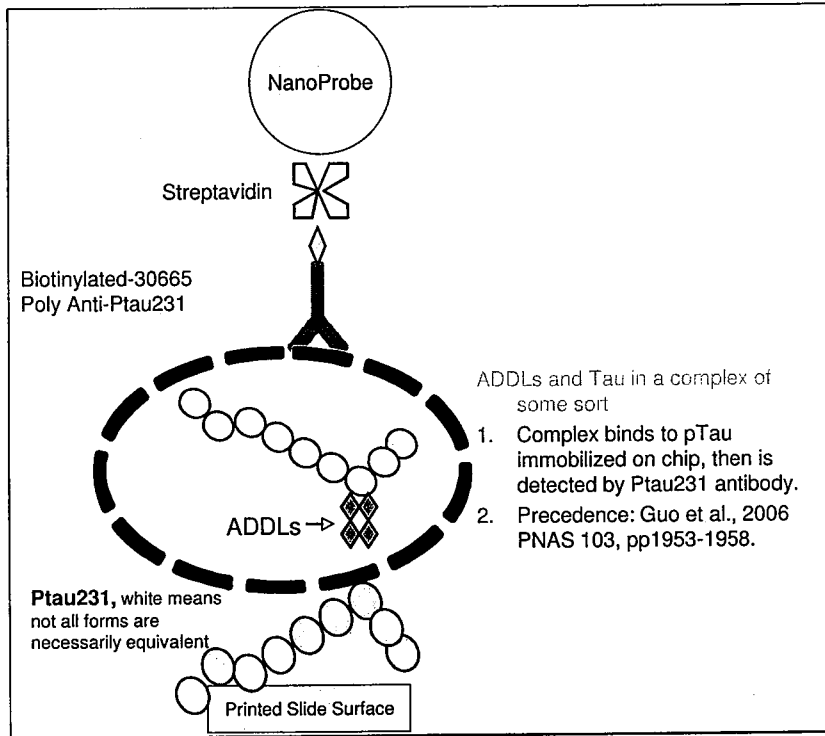 NanoProbe
Streptavidin
Biotinylated-30665
Poly Anti-Ptau231
ADDLs and Tau in a complex of
some sort
1. Complex binds to pTau
immobilized on chip, then is
detected by Ptau231 antibody.
2. Precedence: Guo et al., 2006
PNAS 103, pp1953-1958.
ADDLs
Ptau231, white means
not all forms are
necessarily equivalent
Printed Slide Surface